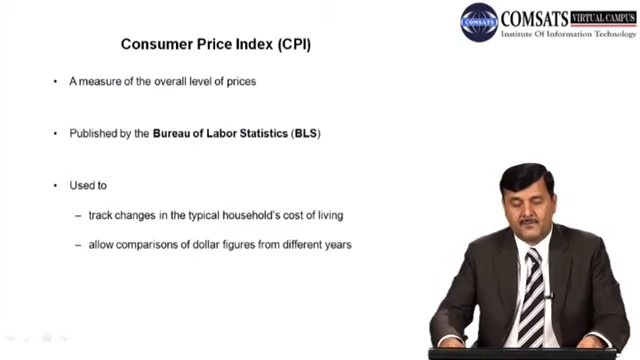 COMSATS
COMSATS VIRTUAL CAMPUS
Institute Of Information Technology
Consumer Price Index (CPI)
• A measure of the overall level of prices
• Published by the Bureau of Labor Statistics (BLS)
• Used to
– track changes in the typical household's cost of living
– allow comparisons of dollar figures from different years